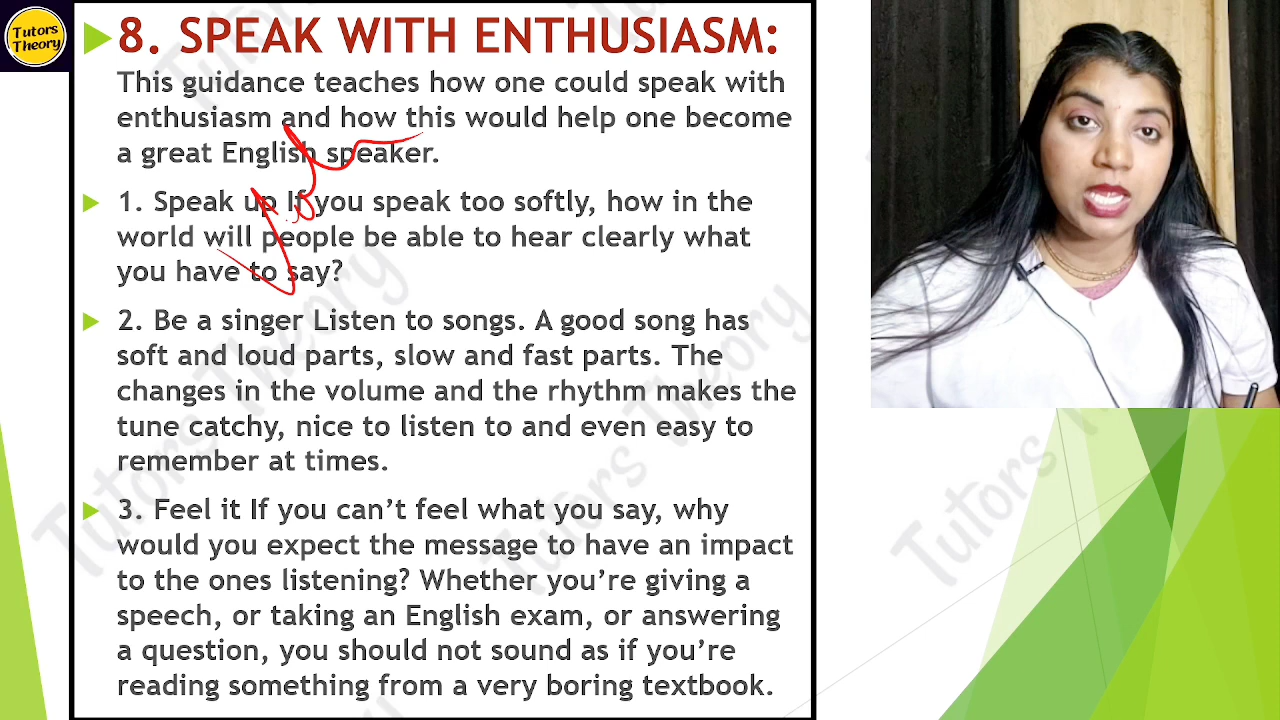 Tutors
Theory
8. SPEAK WITH ENTHUSIASM:
This guidance teaches how one could speak with
enthusiasm and how this would help one become
a great English speaker.
1. Speak up If you speak too softly, how in the
world will people be able to hear clearly what
you have to say?
2. Be a singer Listen to songs. A good song has
soft and loud parts, slow and fast parts. The
changes in the volume and the rhythm makes the
tune catchy, nice to listen to and even easy to
remember at times.
3. Feel it If you can’t feel what you say, why
would you expect the message to have an impact
to the ones listening? Whether you’re giving a
speech, or taking an English exam, or answering
a question, you should not sound as if you’re
reading something from a very boring textbook.
Tutors Theory
Tutors Theory
Tutors Theory